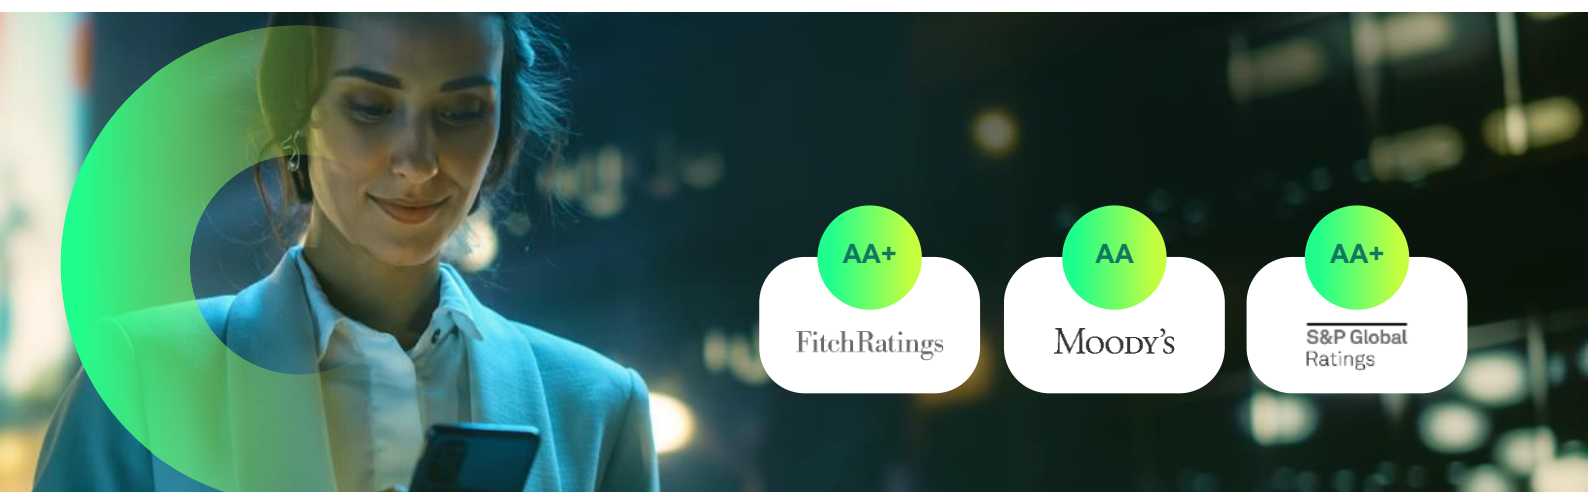 AA+
FitchRatings
AA
MOODY'S
AA+
S&P Global
Ratings